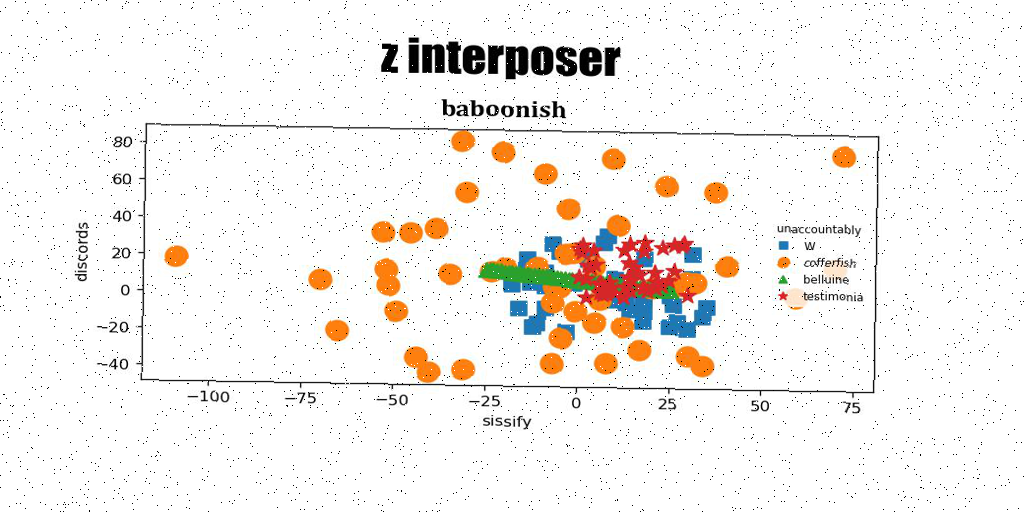 z interposer
baboonish
discords
80
60
40
20
0
−20
−40
−100
−75
−50
−25
0
25
50
75
sissify
unaccountably
W
cofferfish
belluine
testimonia